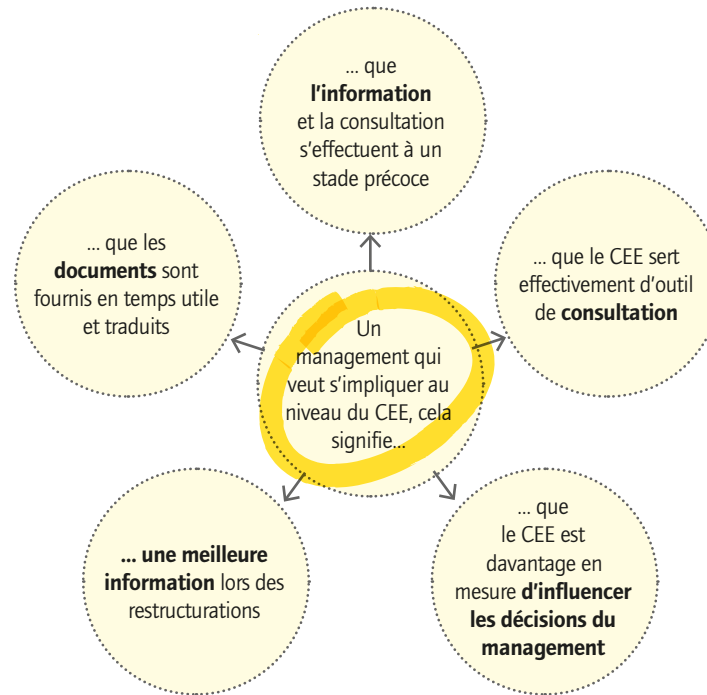 ... que
l'information
et la consultation
s'effectuent à un
stade précoce
... que les
documents sont
fournis en temps utile
et traduits
... que le CEE sert
effectivement d'outil
de consultation
Un
management qui
veut s'impliquer au
niveau du CEE, cela
signifie...
... une meilleure
information lors des
restructurations
... que
le CEE est
davantage en
mesure d'influencer
les décisions du
management